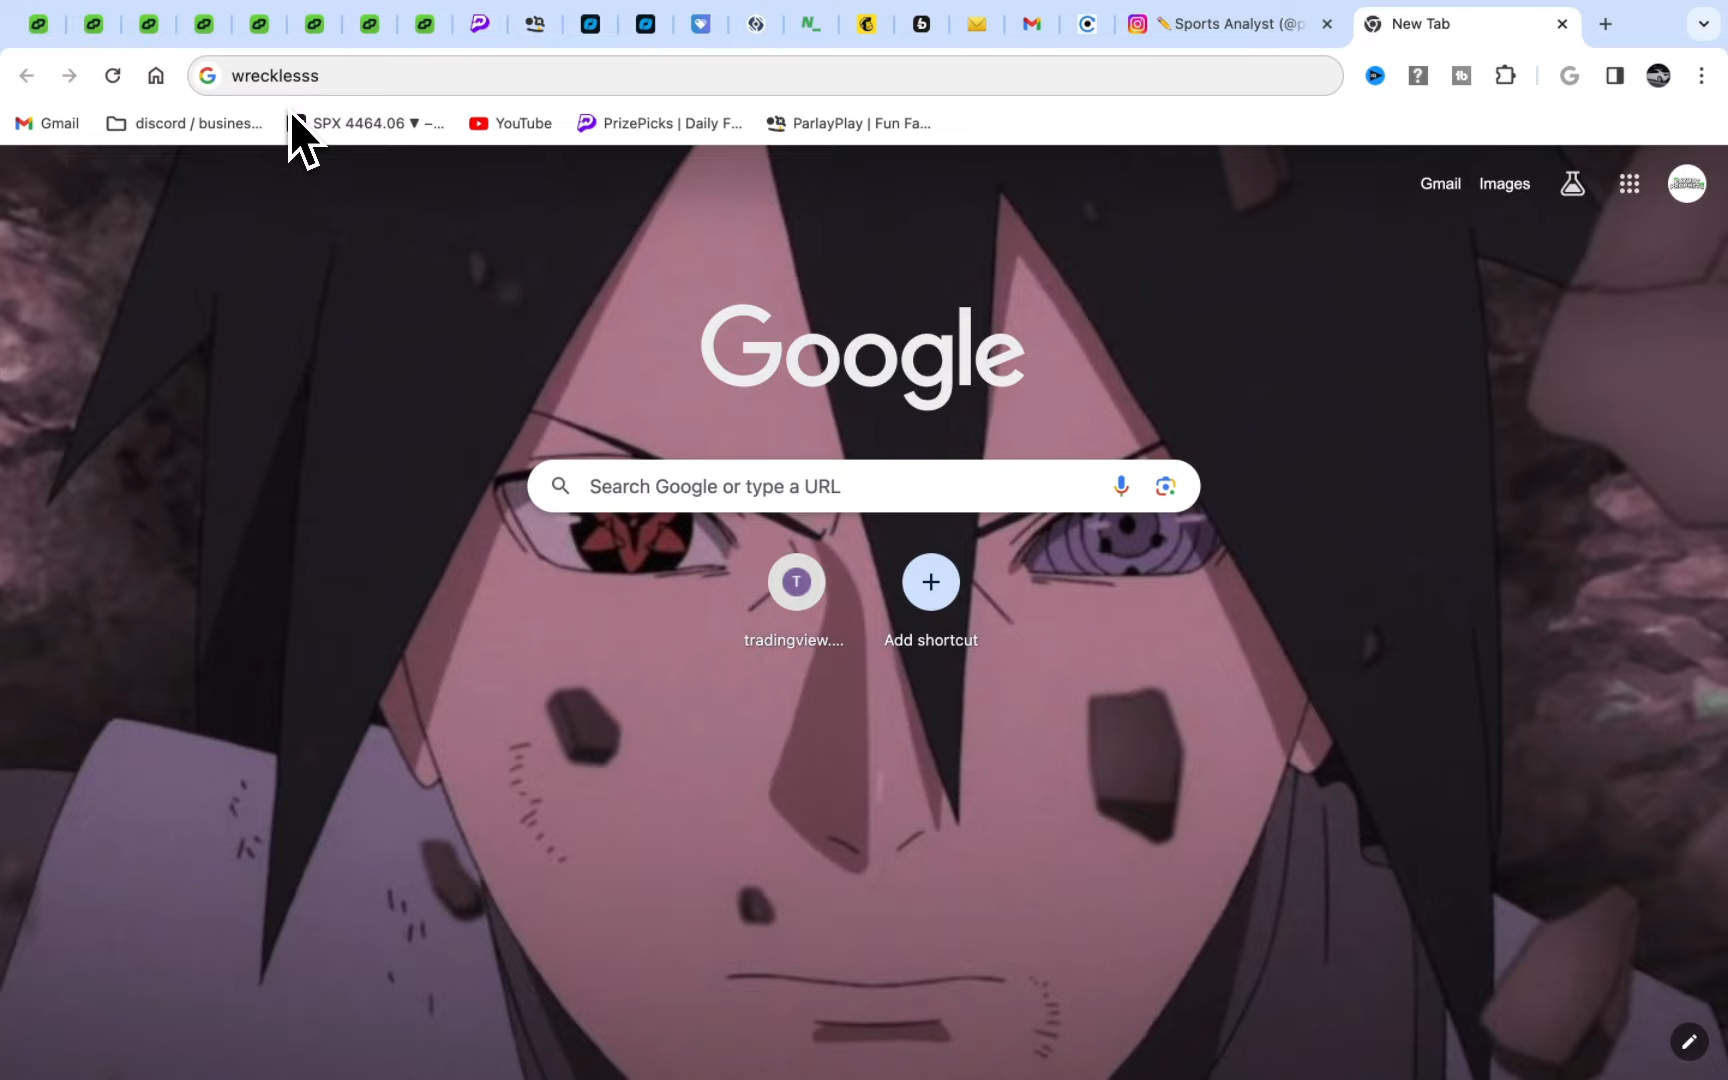 Sports Analyst (@p
New Tab
wrecklesss
Gmail
discord / busines...
SPX 4464.06 ▼ –...
YouTube
PrizePicks | Daily F...
ParlayPlay | Fun Fa...
Gmail
Images
Google
Search Google or type a URL
T
tradingview....
Add shortcut